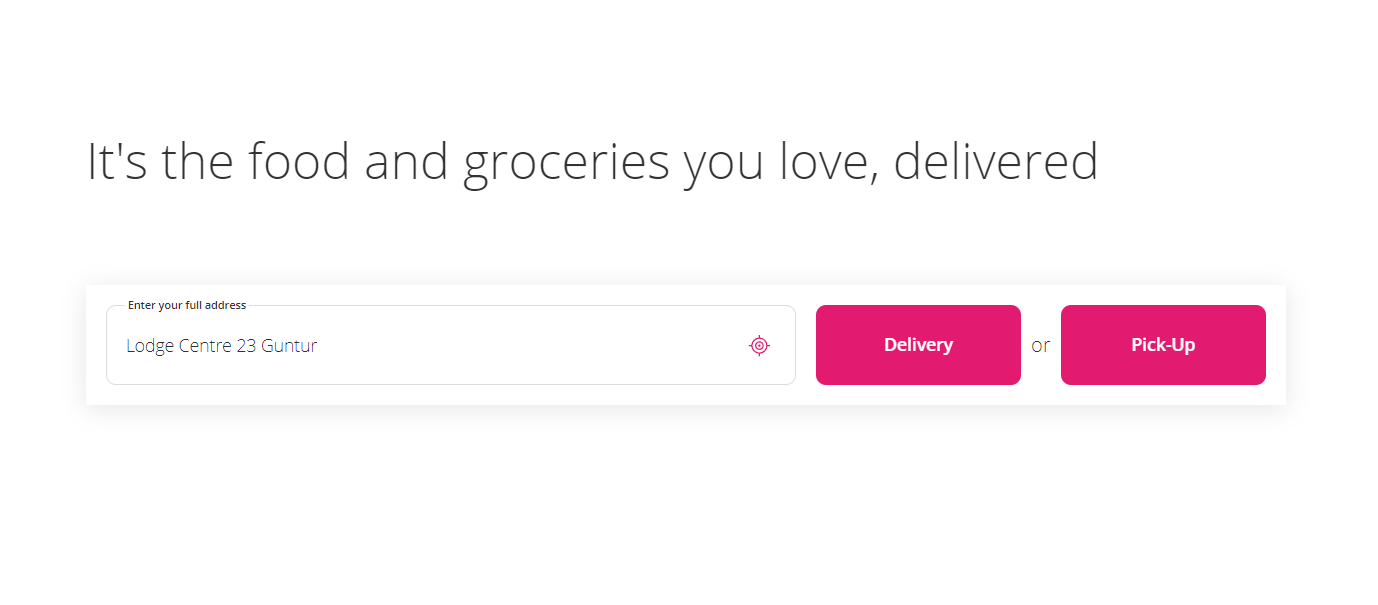 It's the food and groceries you love, delivered
Enter your full address
Lodge Centre 23 Guntur
Delivery or Pick-Up